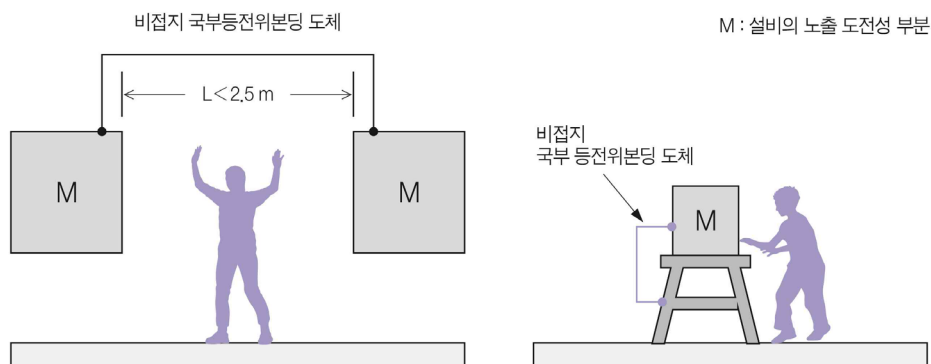 비접지 국부등전위본딩 도체
M : 설비의 노출 도전성 부분
L<2.5 m
M
M
비접지
국부 등전위본딩 도체
M